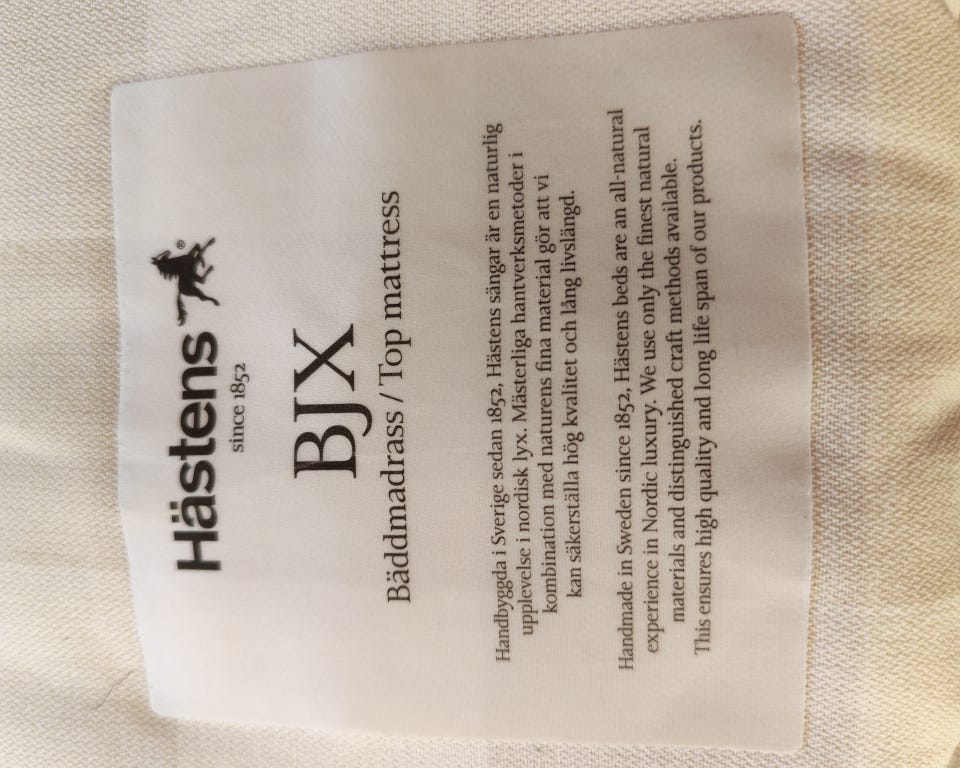 Hästens®
since 1852
BJX
Bäddmadrass / Top mattress
Handbyggda i Sverige sedan 1852, Hästens sängar är en naturlig
upplevelse i nordisk lyx. Mästerliga hantverksmetoder i
kombination med naturens fina material gör att vi
kan säkerställa hög kvalitet och lång livslängd.
Handmade in Sweden since 1852, Hästens beds are an all-natural
experience in Nordic luxury. We use only the finest natural
materials and distinguished craft methods available.
This ensures high quality and long life span of our products.